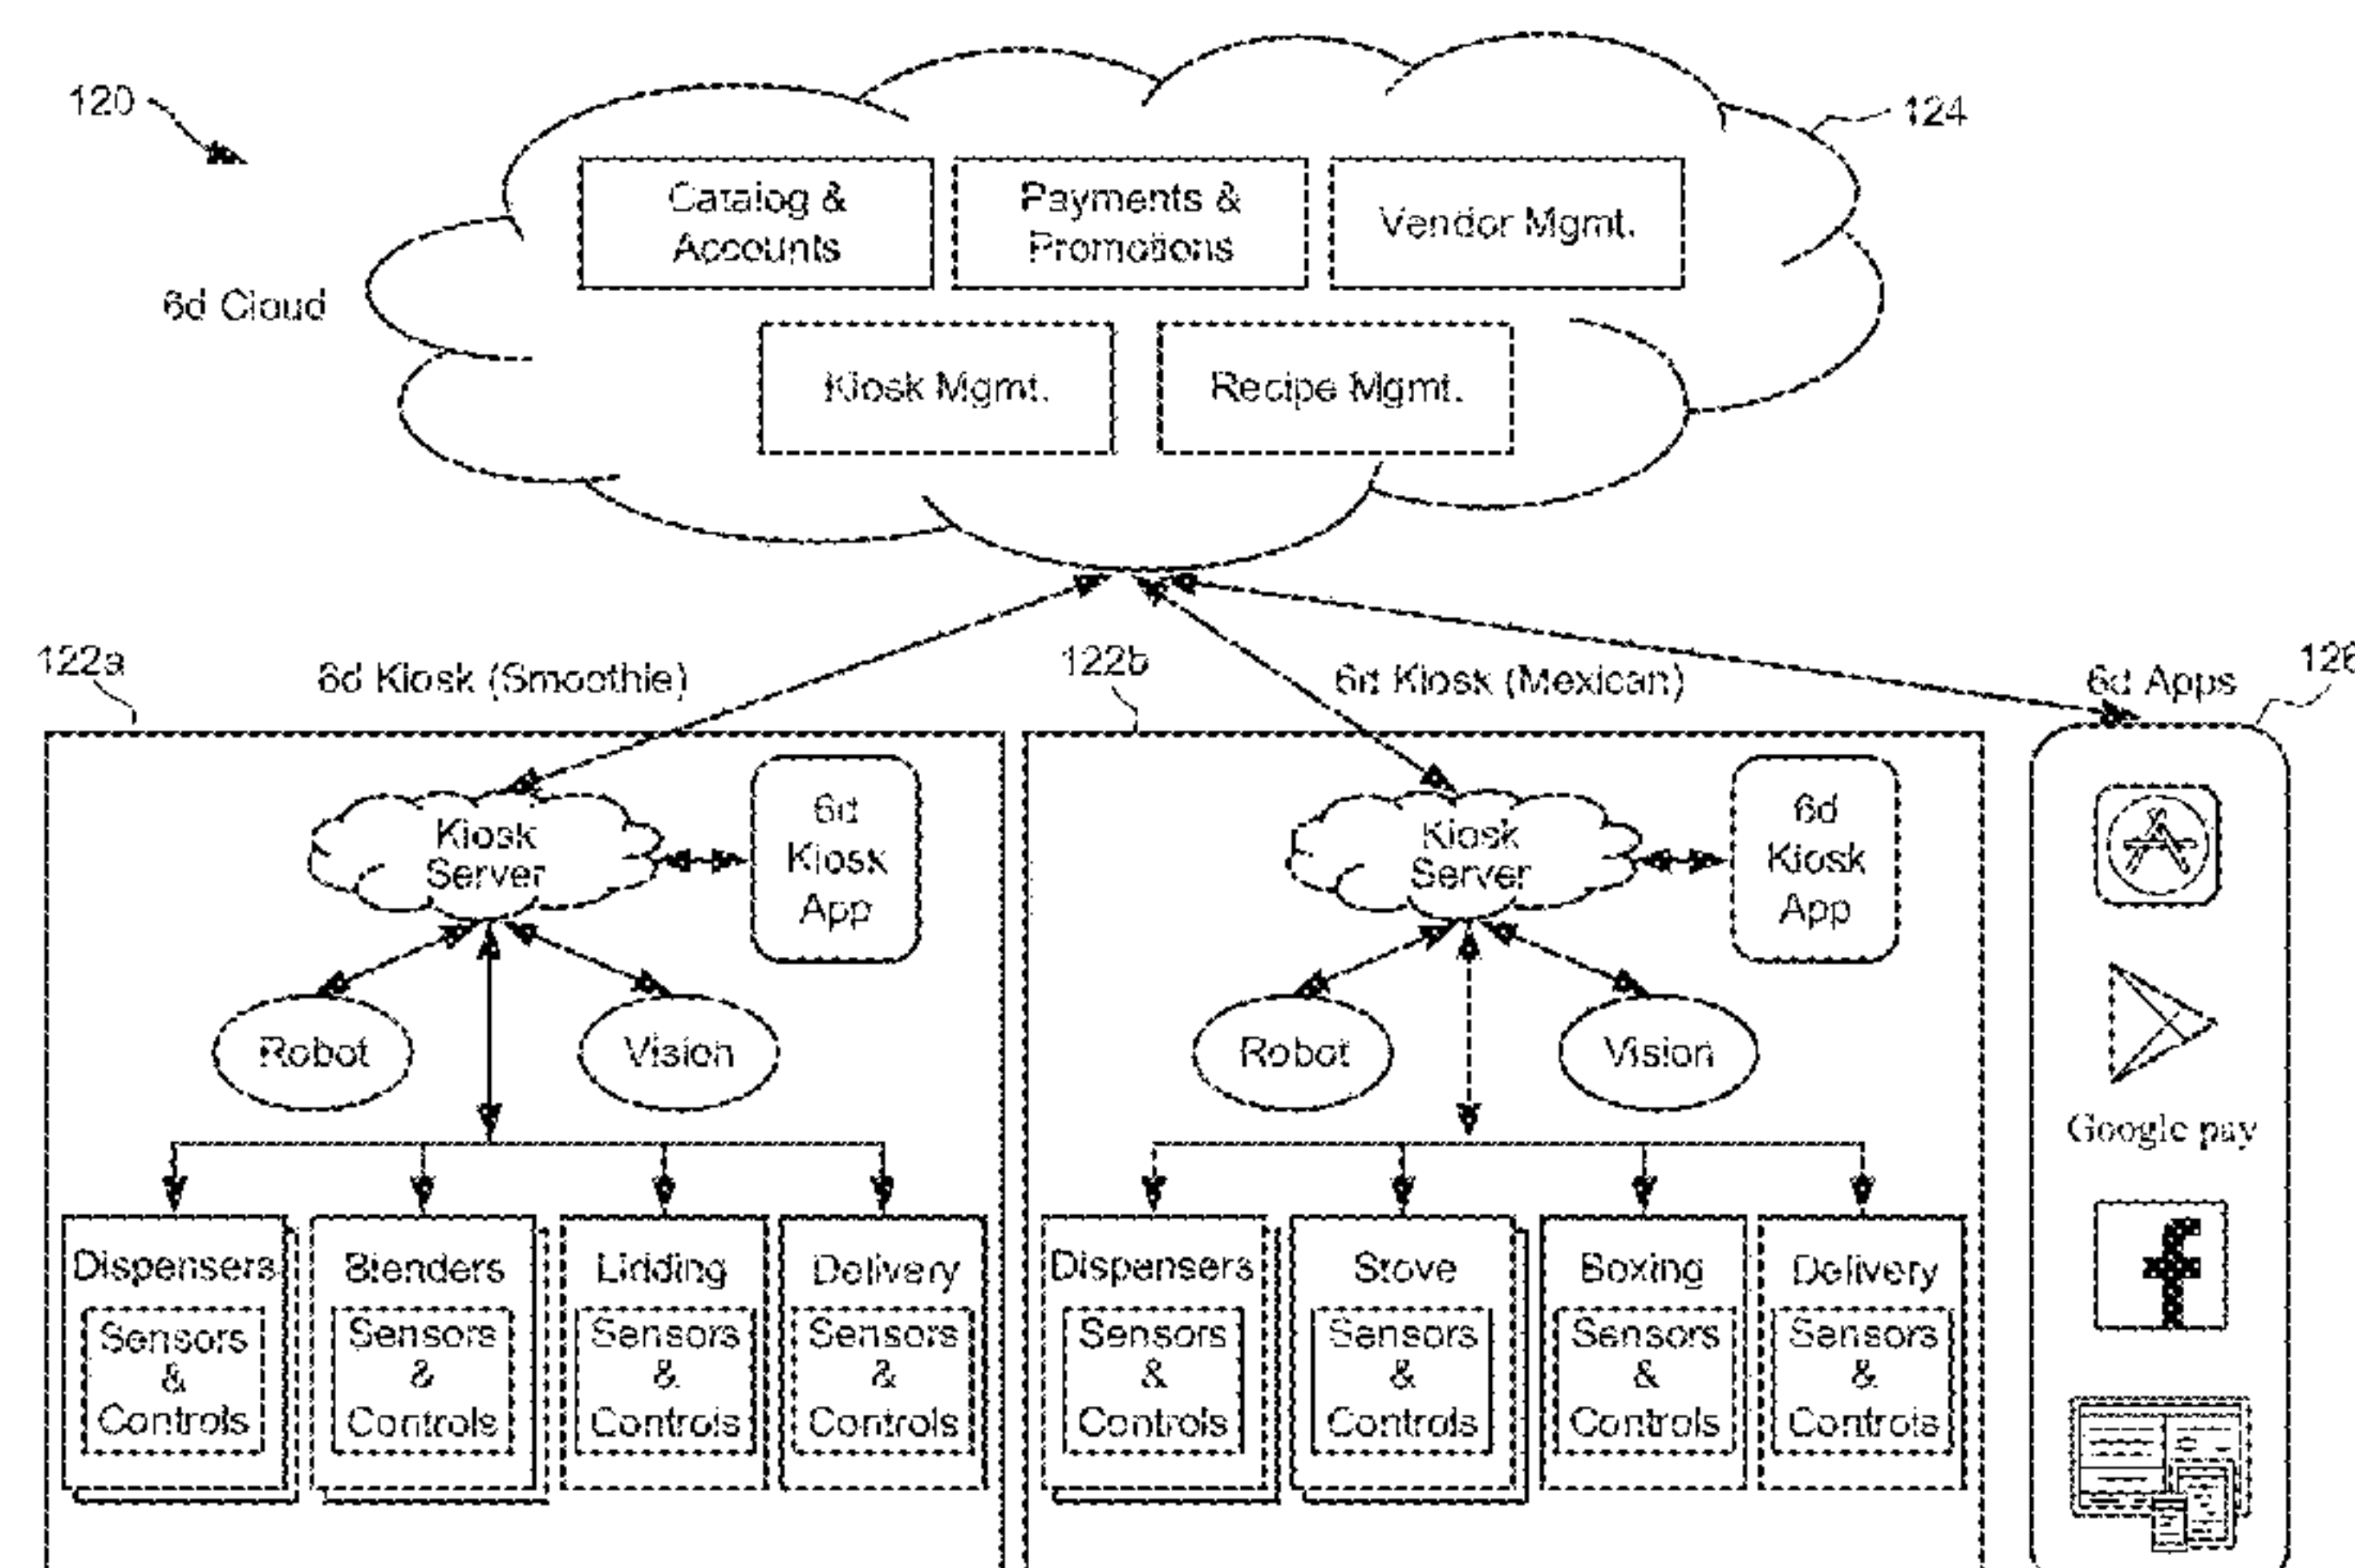 120
124
Catalog &
Accounts
Payments &
Promotions
Vendor Mgmt.
6d Cloud
Kiosk Mgmt.
Recipe Mgmt.
122a
6d Kiosk (Smoothie)
122b
6d Kiosk (Mexican)
6d Apps
126
Kiosk
Server
6d
Kiosk
App
Robot
Vision
Dispensers
Sensors
&
Controls
Blenders
Sensors
&
Controls
Lidding
Sensors
&
Controls
Delivery
Sensors
&
Controls
Kiosk
Server
6d
Kiosk
App
Robot
Vision
Dispensers
Sensors
&
Controls
Stove
Sensors
&
Controls
Boxing
Sensors
&
Controls
Delivery
Sensors
&
Controls
Google pay
f